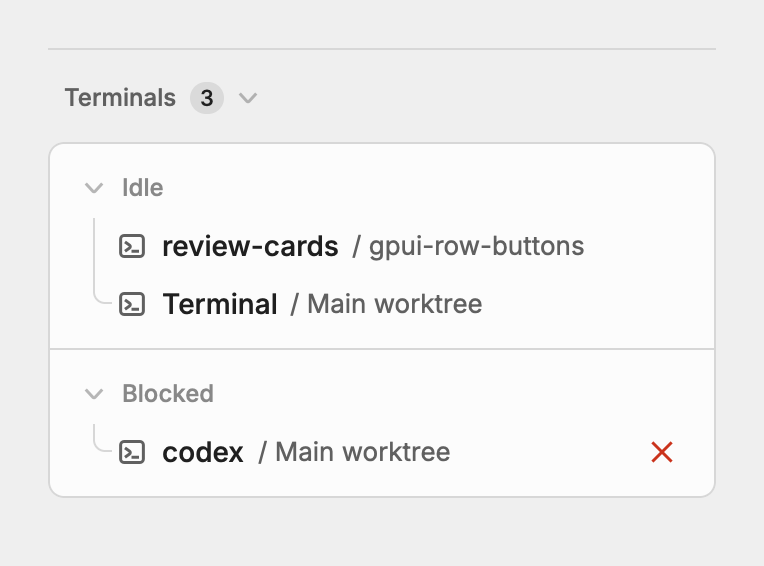 Terminals 3
Idle
review-cards / gpui-row-buttons
Terminal / Main worktree
Blocked
codex / Main worktree